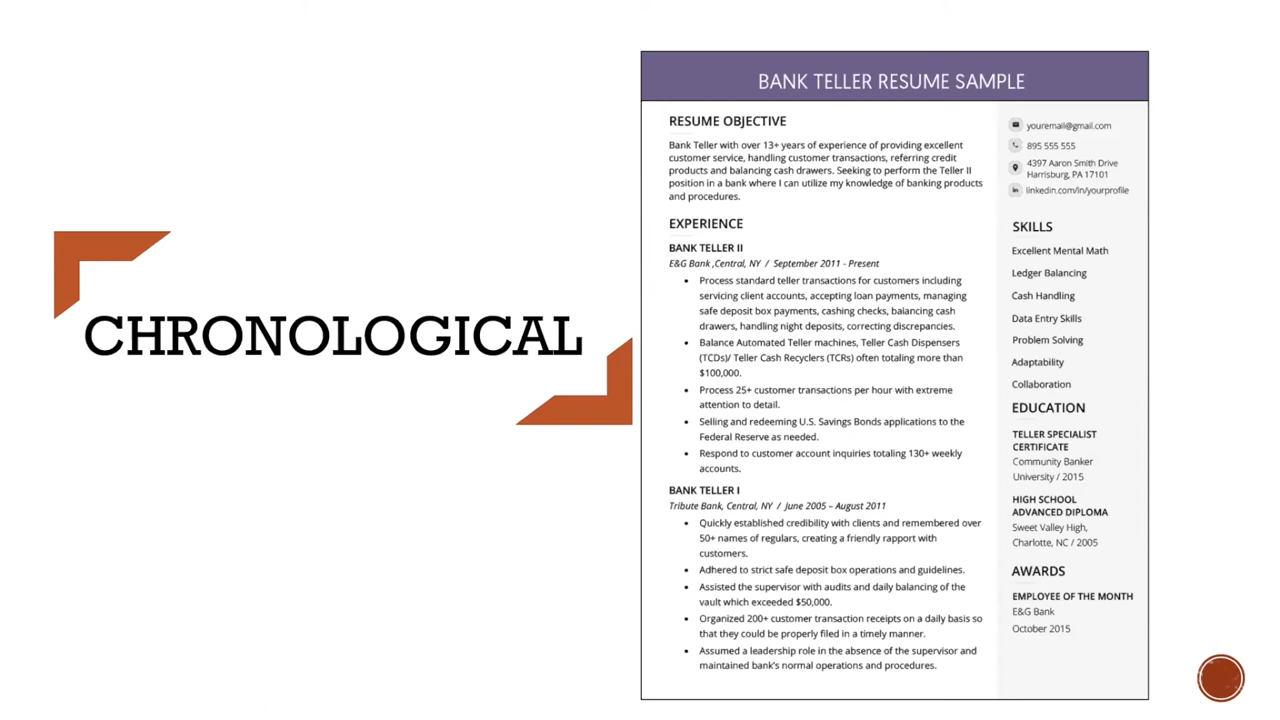 CHRONOLOGICAL
BANK TELLER RESUME SAMPLE
RESUME OBJECTIVE
Bank Teller with over 13+ years of experience of providing excellent
customer service, handling customer transactions, referring credit
products and balancing cash drawers. Seeking to perform the Teller II
position in a bank where I can utilize my knowledge of banking products
and procedures.
EXPERIENCE
BANK TELLER II
E&G Bank ,Central, NY / September 2011 - Present
• Process standard teller transactions for customers including
servicing client accounts, accepting loan payments, managing
safe deposit box payments, cashing checks, balancing cash
drawers, handling night deposits, correcting discrepancies.
• Balance Automated Teller machines, Teller Cash Dispensers
(TCDs)/ Teller Cash Recyclers (TCRs) often totaling more than
$100,000.
• Process 25+ customer transactions per hour with extreme
attention to detail.
• Selling and redeeming U.S. Savings Bonds applications to the
Federal Reserve as needed.
• Respond to customer account inquiries totaling 130+ weekly
accounts.
BANK TELLER I
Tribute Bank, Central, NY / June 2005 – August 2011
• Quickly established credibility with clients and remembered over
50+ names of regulars, creating a friendly rapport with
customers.
• Adhered to strict safe deposit box operations and guidelines.
• Assisted the supervisor with audits and daily balancing of the
vault which exceeded $50,000.
• Organized 200+ customer transaction receipts on a daily basis so
that they could be properly filed in a timely manner.
• Assumed a leadership role in the absence of the supervisor and
maintained bank's normal operations and procedures.
youremail@gmail.com
895 555 555
4397 Aaron Smith Drive
Harrisburg, PA 17101
in linkedin.com/in/yourprofile
SKILLS
Excellent Mental Math
Ledger Balancing
Cash Handling
Data Entry Skills
Problem Solving
Adaptability
Collaboration
EDUCATION
TELLER SPECIALIST
CERTIFICATE
Community Banker
University / 2015
HIGH SCHOOL
ADVANCED DIPLOMA
Sweet Valley High,
Charlotte, NC / 2005
AWARDS
EMPLOYEE OF THE MONTH
E&G Bank
October 2015